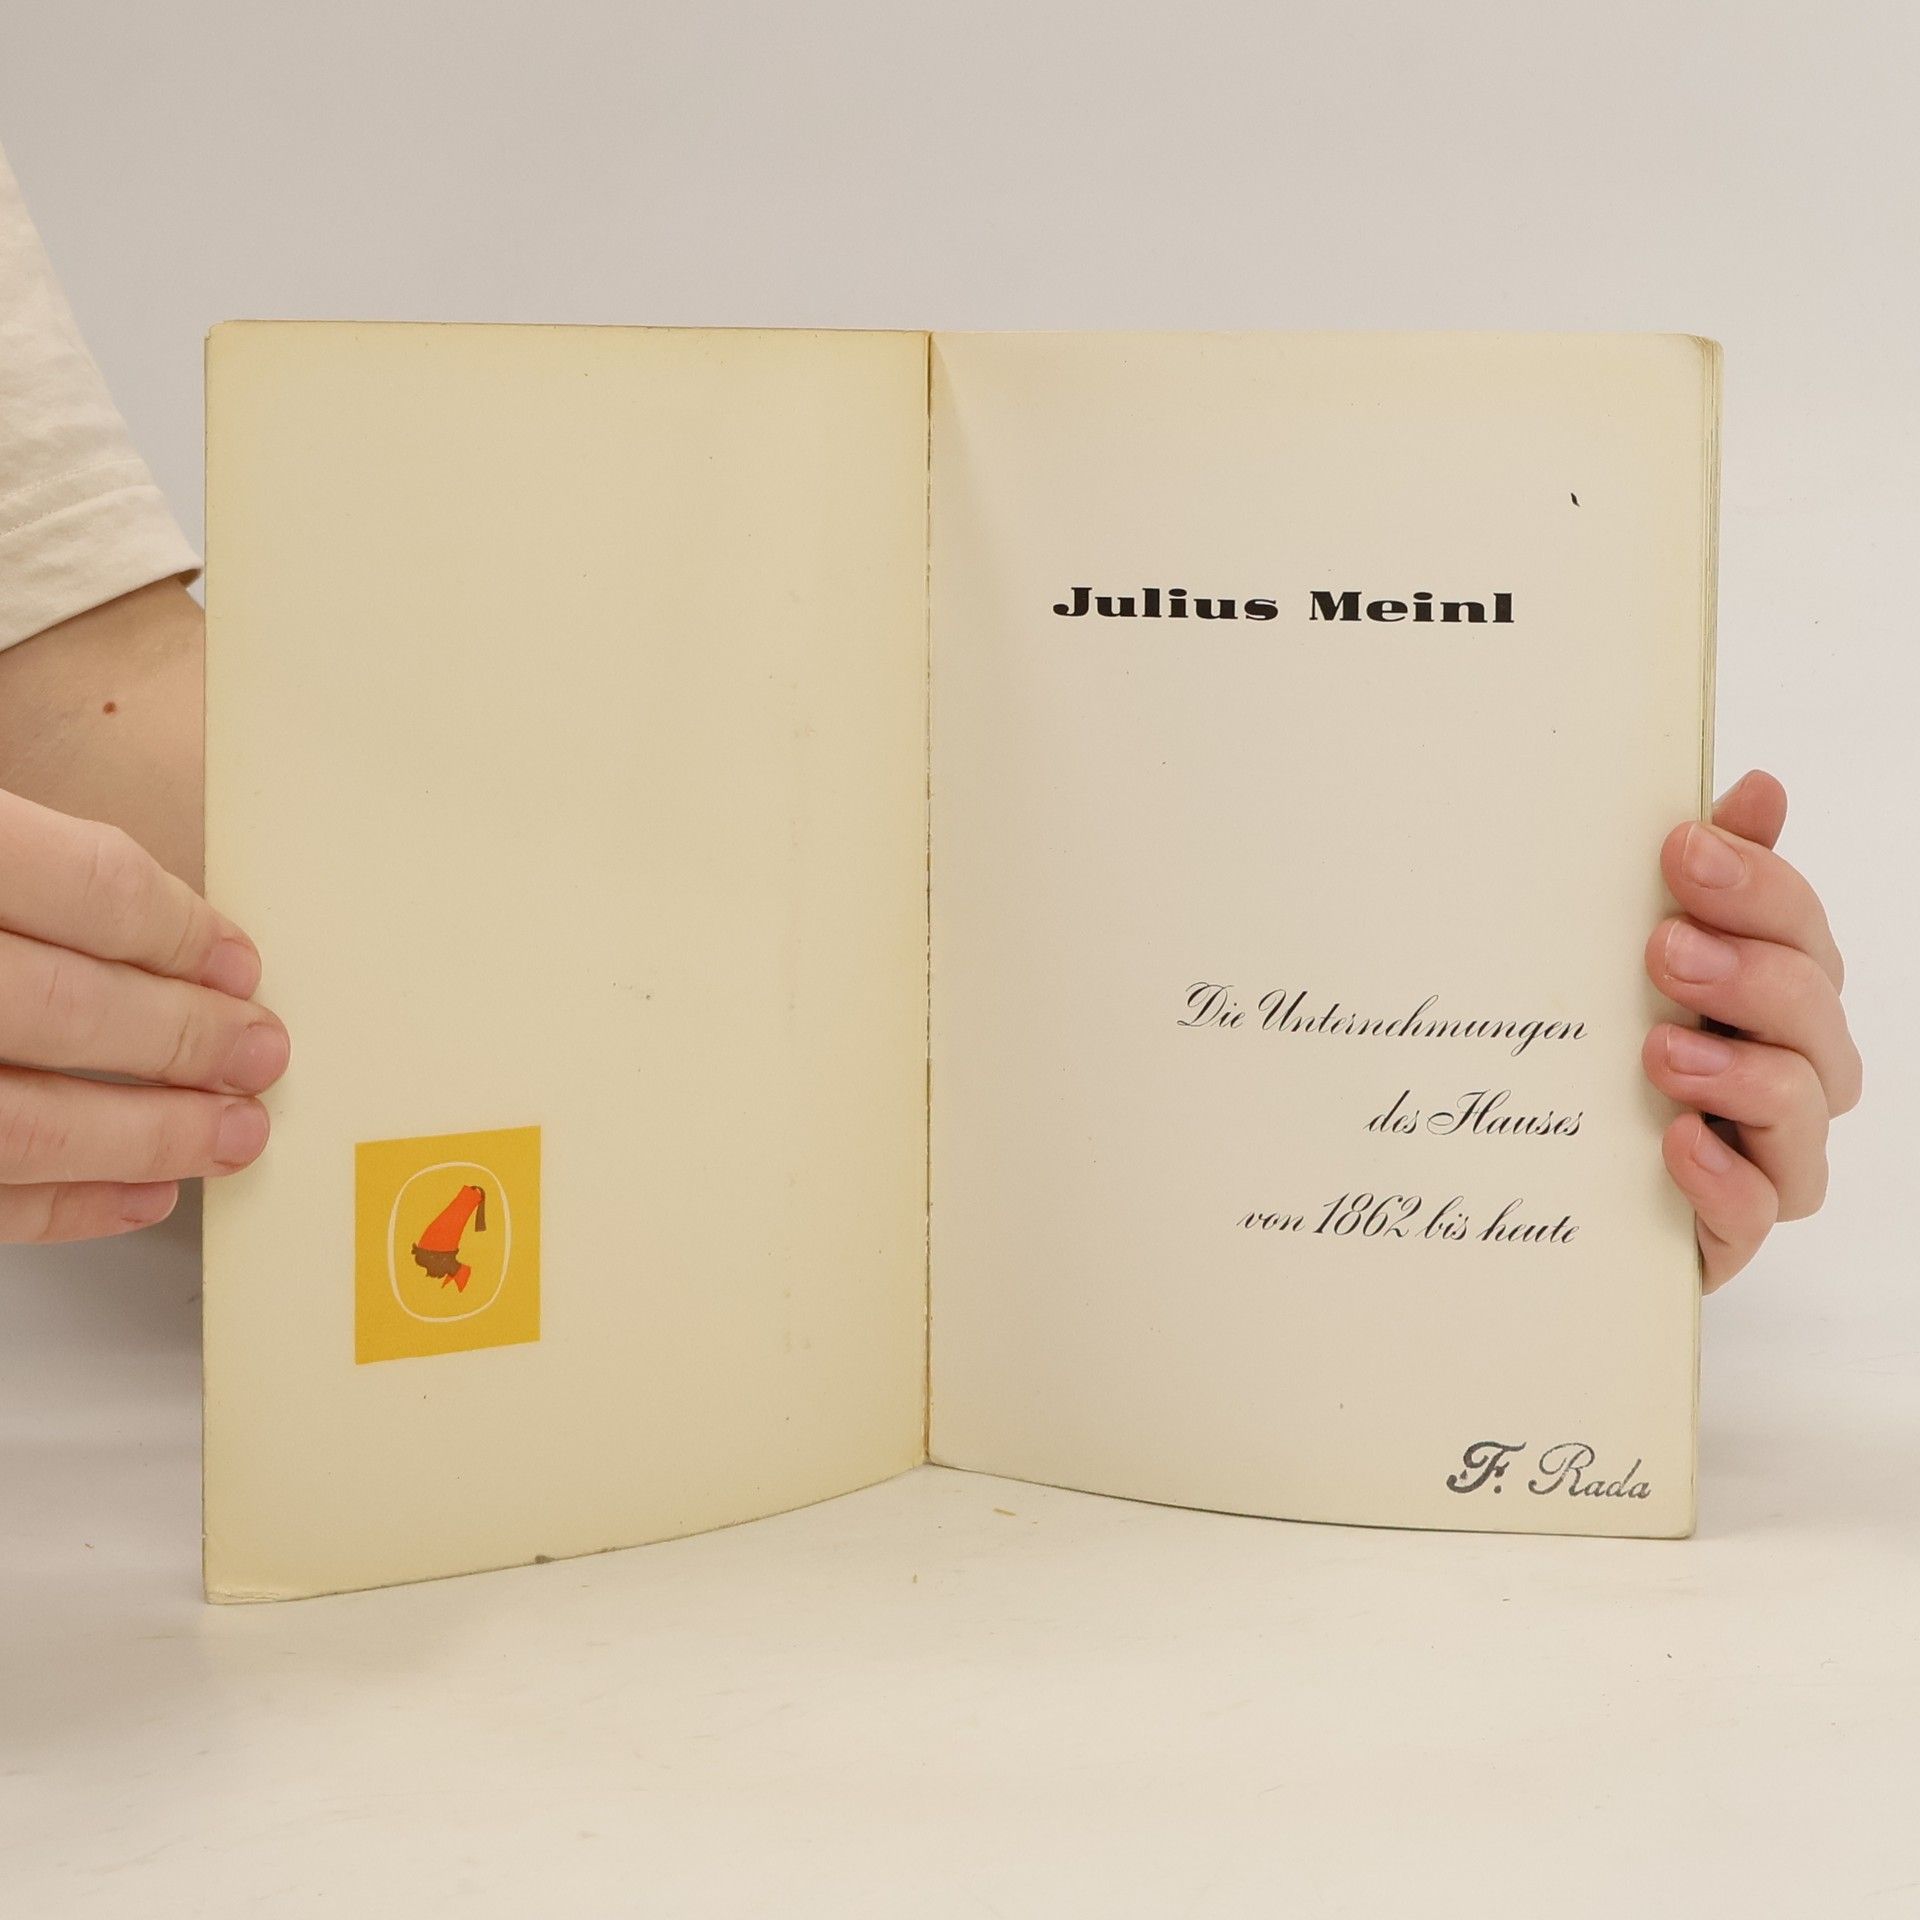 Julius Meinl
Die Unternehmungen
des Hauses
von 1862 bis heute
F. Rada